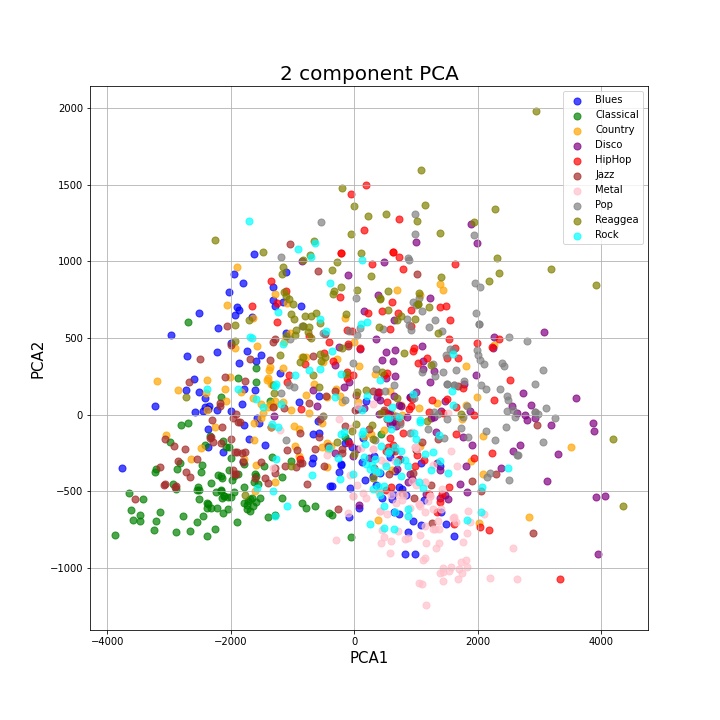 2 component PCA
Blues
Classical
Country
Disco
HipHop
Jazz
Metal
Pop
Reaggea
Rock
2000
1500
1000
500
0
−500
−1000
PCA2
−4000 −2000 0 2000 4000
PCA1